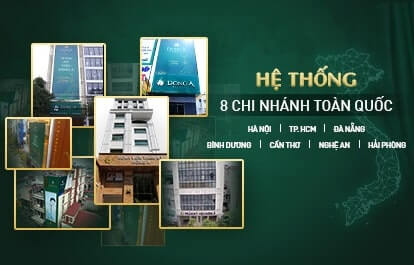 HỆ THỐNG
8 CHI NHÁNH TOÀN QUỐC
HÀ NỘI | TP. HCM | ĐÀ NẴNG
BÌNH DƯƠNG | CẦN THƠ | NGHỆ AN | HẢI PHÒNG
ĐÔNG Á